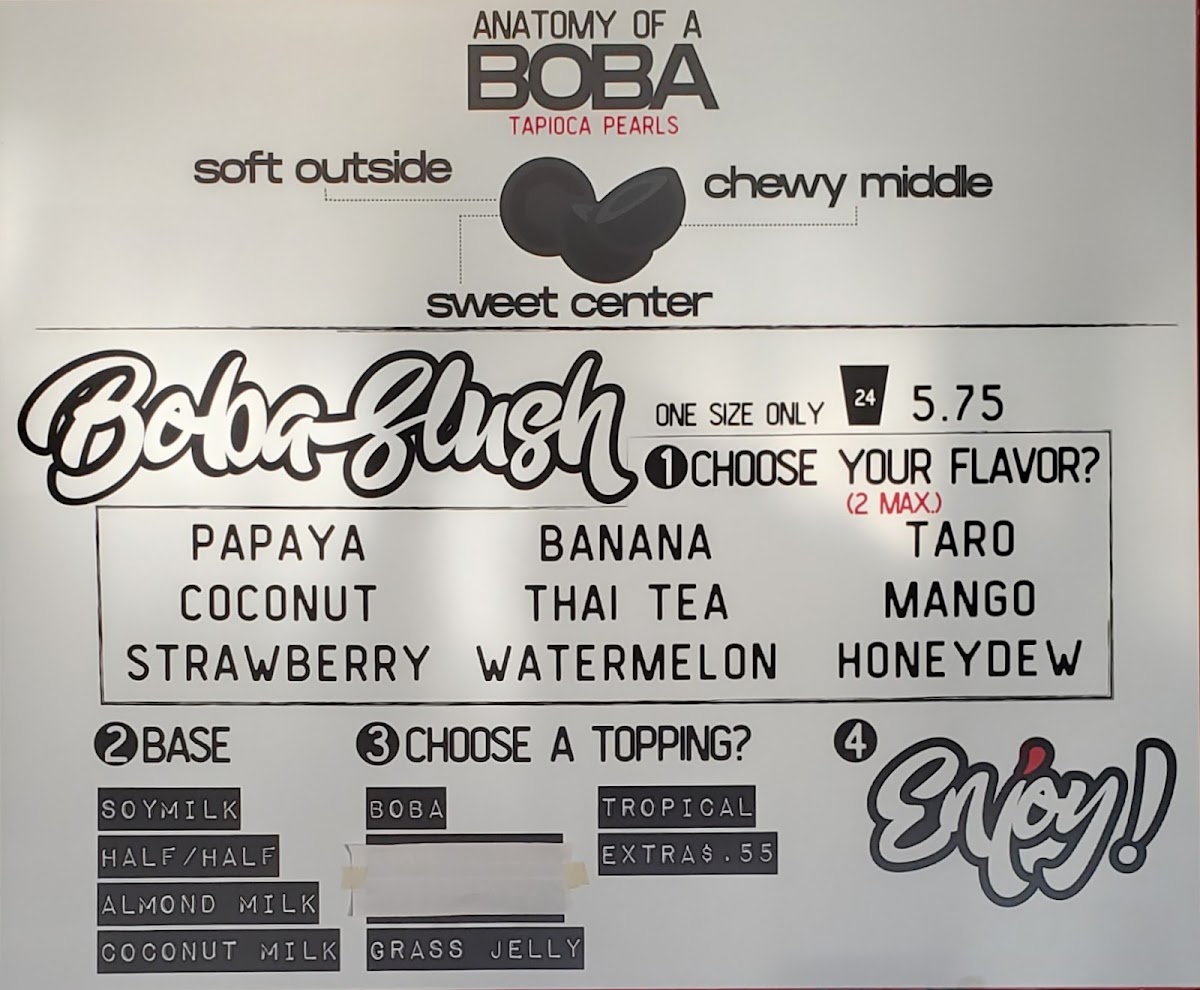 ANATOMY OF A
BOBA
TAPIOCA PEARLS
soft outside
chewy middle
sweet center
Boba Slush
ONE SIZE ONLY 24 5.75
1 CHOOSE YOUR FLAVOR?
(2 MAX.)
PAPAYA BANANA TARO
COCONUT THAI TEA MANGO
STRAWBERRY WATERMELON HONEYDEW
2 BASE
SOYMILK
HALF/HALF
ALMOND MILK
COCONUT MILK
3 CHOOSE A TOPPING?
BOBA
GRASS JELLY
TROPICAL
EXTRA$.55
4 Enjoy!